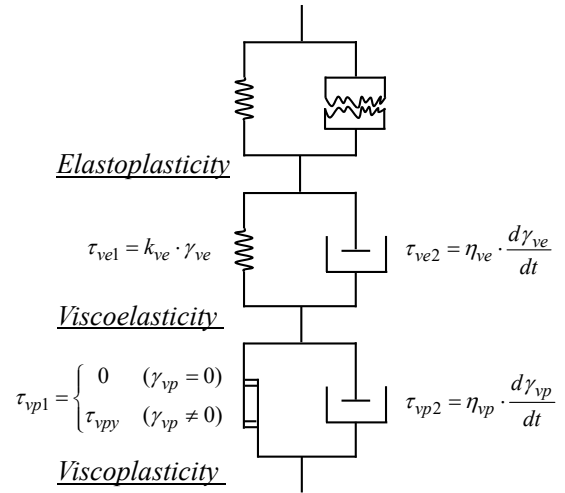 Elastoplasticity
τ_ve1 = k_ve · γ_ve
τ_ve2 = η_ve · dγ_ve/dt
Viscoelasticity
τ_vp1 = { 0 (γ_vp = 0)
τ_vpy (γ_vp ≠ 0)
τ_vp2 = η_vp · dγ_vp/dt
Viscoplasticity